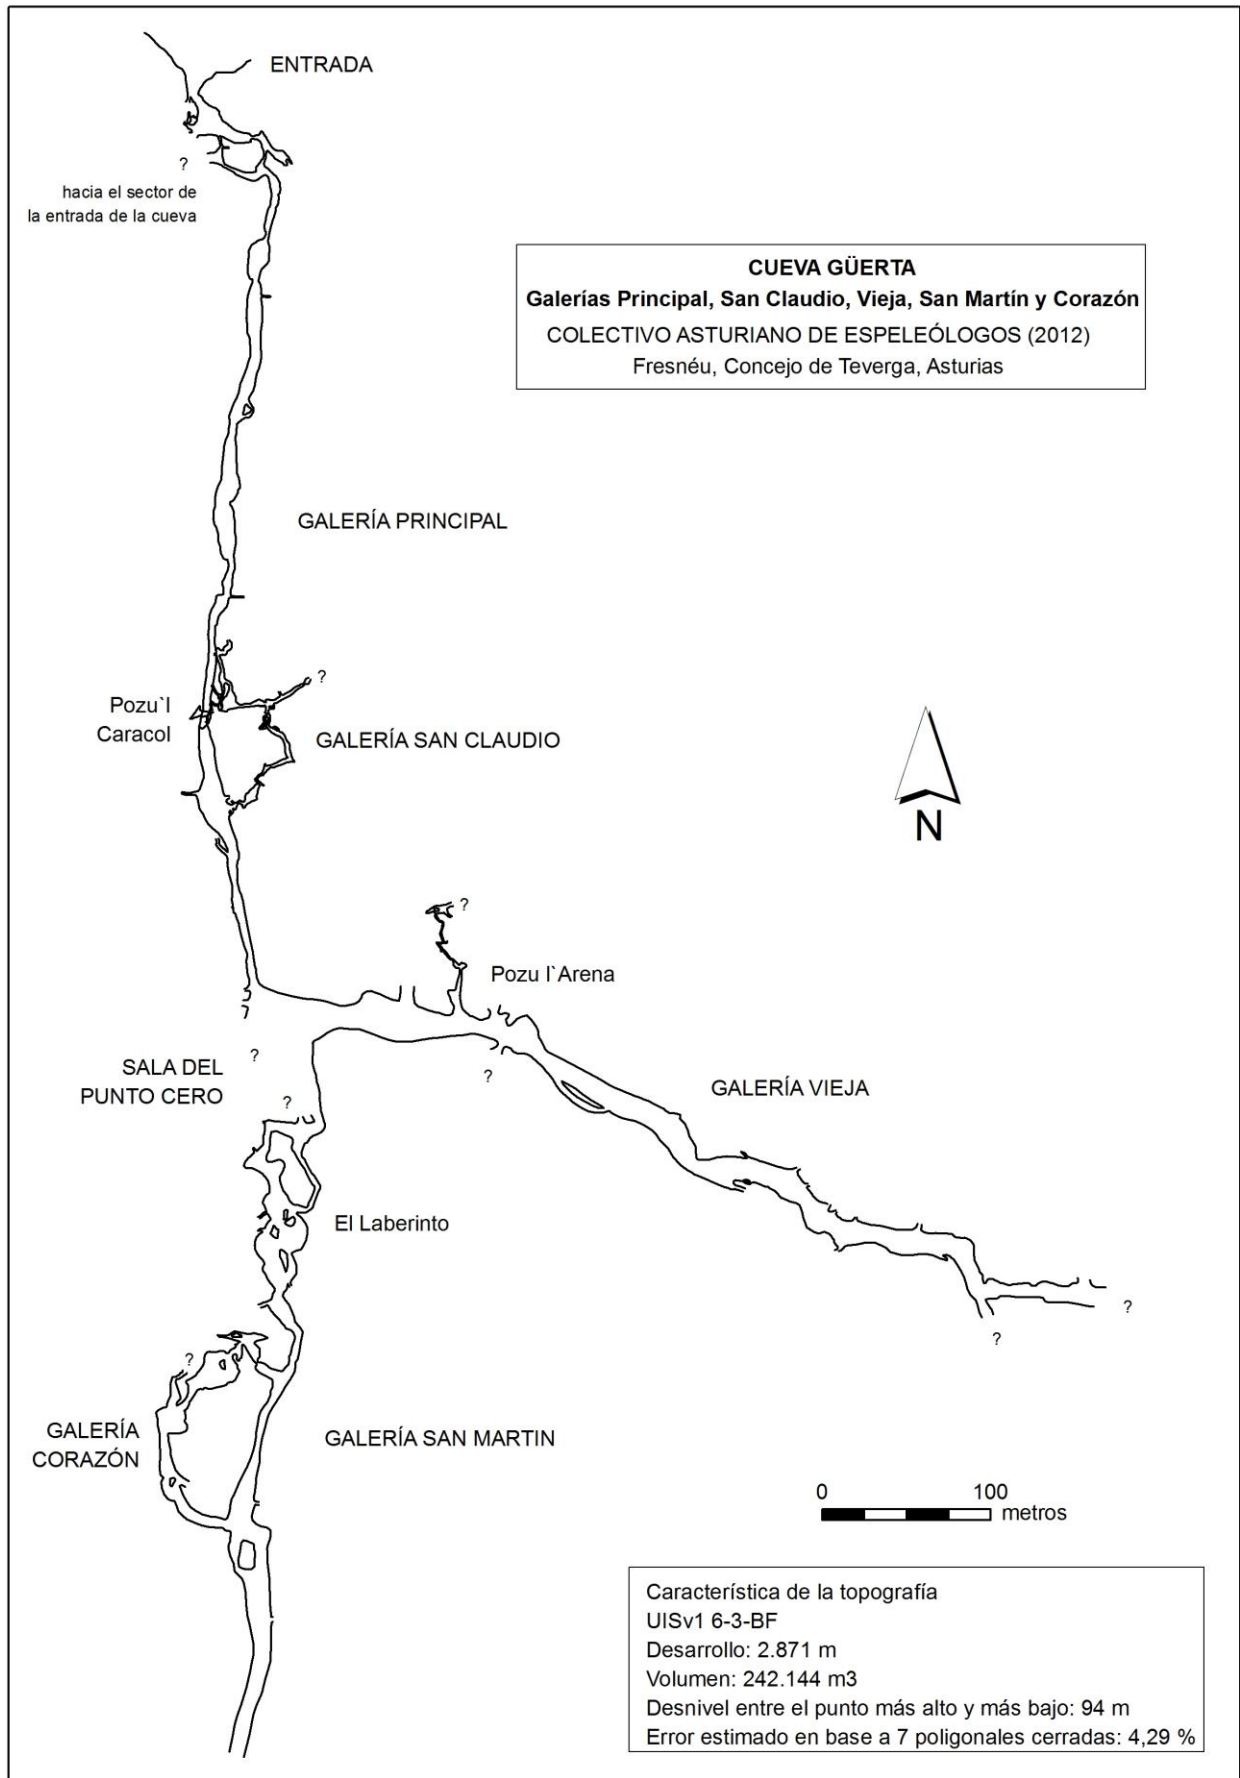 ENTRADA
?
hacia el sector de
la entrada de la cueva
CUEVA GÜERTA
Galerías Principal, San Claudio, Vieja, San Martín y Corazón
COLECTIVO ASTURIANO DE ESPELEÓLOGOS (2012)
Fresnéu, Concejo de Teverga, Asturias
GALERÍA PRINCIPAL
?
Pozu`l
Caracol
GALERÍA SAN CLAUDIO
N
?
Pozu l`Arena
?
SALA DEL
PUNTO CERO
?
?
GALERÍA VIEJA
El Laberinto
?
?
?
GALERÍA
CORAZÓN
GALERÍA SAN MARTIN
0 100
metros
Característica de la topografía
UISv1 6-3-BF
Desarrollo: 2.871 m
Volumen: 242.144 m3
Desnivel entre el punto más alto y más bajo: 94 m
Error estimado en base a 7 poligonales cerradas: 4,29 %